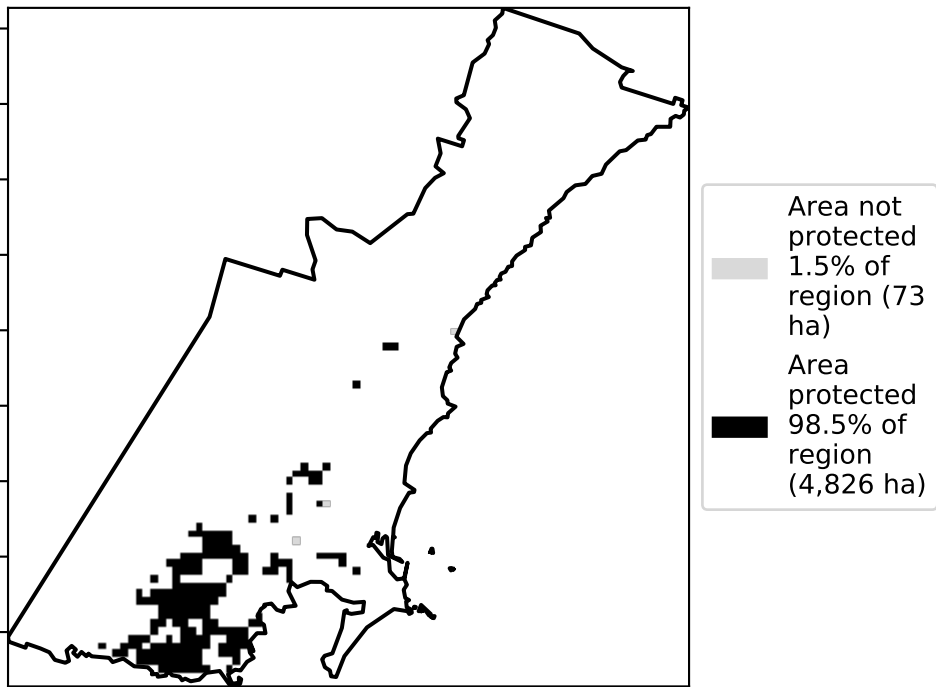 Area not
protected
1.5% of
region (73
ha)
Area
protected
98.5% of
region
(4,826 ha)